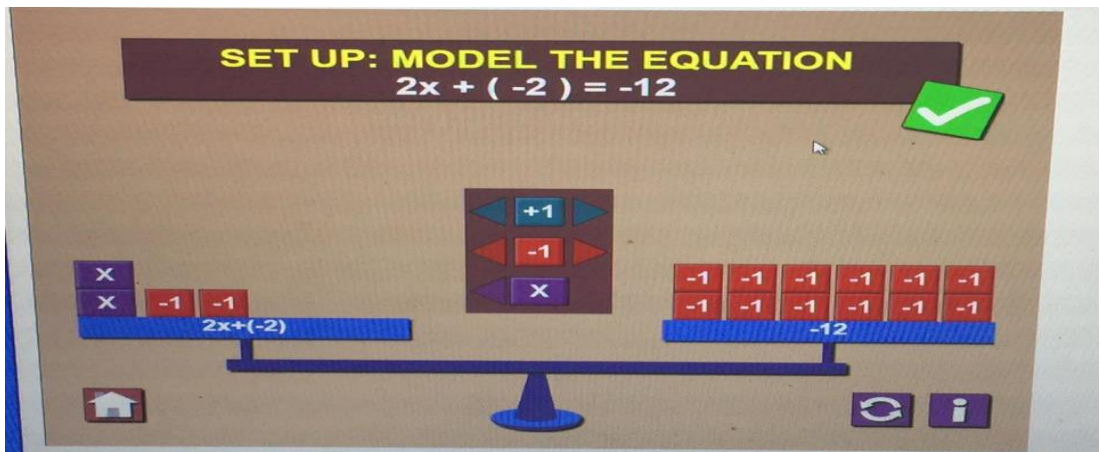 SET UP: MODEL THE EQUATION
2x + ( -2 ) = -12
+1
-1
X
X
X -1 -1
2x+(-2)
-1 -1 -1 -1 -1 -1
-1 -1 -1 -1 -1 -1
-12
i